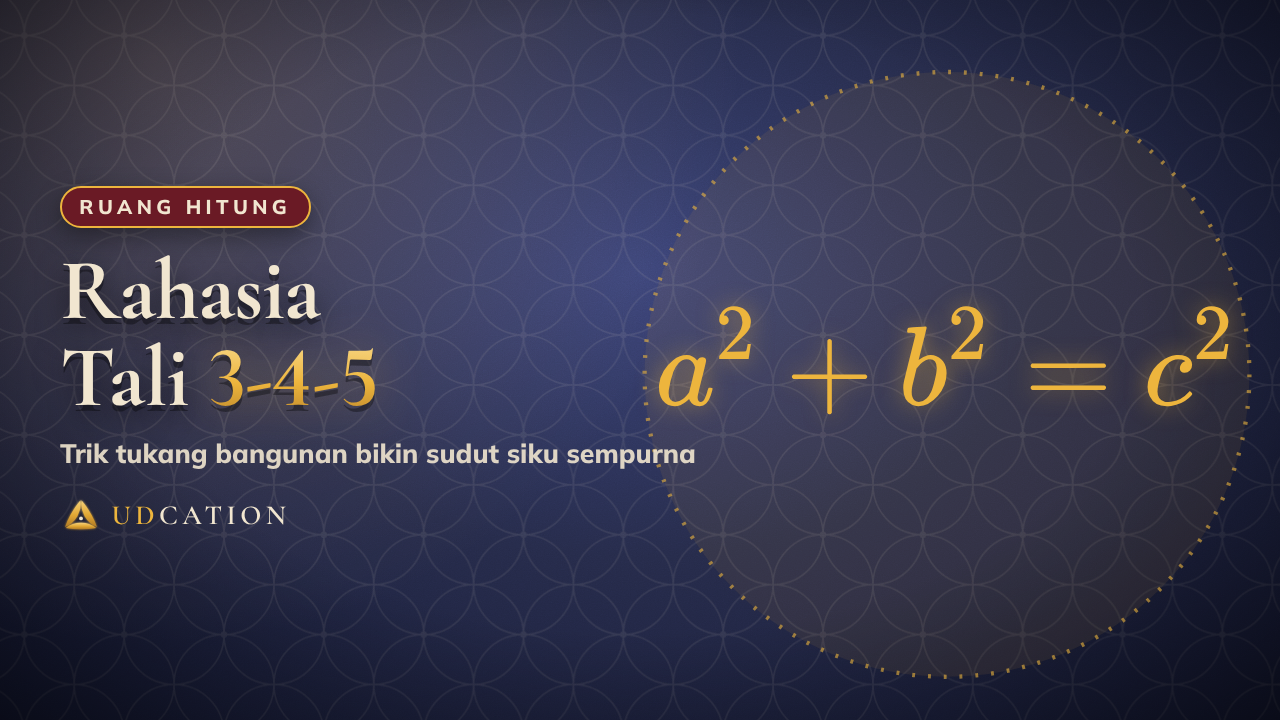 RUANG HITUNG
Rahasia
Tali 3-4-5
Trik tukang bangunan bikin sudut siku sempurna
UDCATION
a² + b² = c²